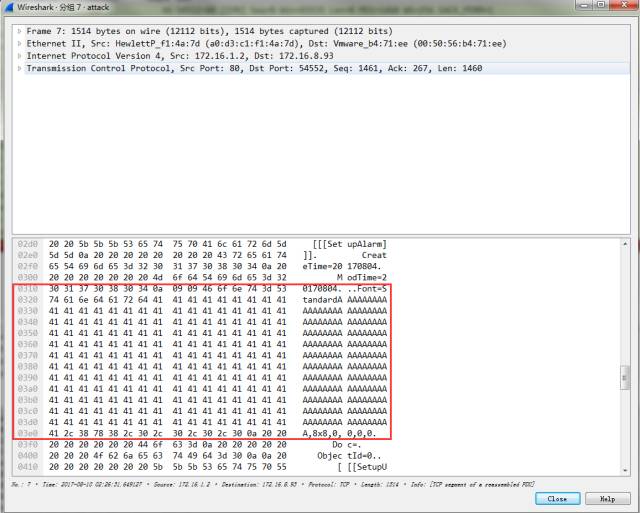 Wireshark · 分组 7 · attack
Frame 7: 1514 bytes on wire (12112 bits), 1514 bytes captured (12112 bits)
Ethernet II, Src: HewlettP_f1:4a:7d (a0:d3:c1:f1:4a:7d), Dst: Vmware_b4:71:ee (00:50:56:b4:71:ee)
Internet Protocol Version 4, Src: 172.16.1.2, Dst: 172.16.8.93
Transmission Control Protocol, Src Port: 80, Dst Port: 54552, Seq: 1461, Ack: 267, Len: 1460
02d0 20 20 5b 5b 5b 53 65 74 75 70 41 6c 61 72 6d 5d [[[Set upAlarm]
02e0 5d 5d 0a 20 20 20 20 20 20 20 20 43 72 65 61 74 ]]. Creat
02f0 65 54 69 6d 65 3d 32 30 31 37 30 38 30 34 0a 20 eTime=20 170804.
0300 20 20 20 20 20 20 20 4d 6f 64 54 69 6d 65 3d 32 M odTime=2
0310 30 31 37 30 38 30 34 0a 09 09 46 6f 6e 74 3d 53 0170804. ..Font=S
0320 74 61 6e 64 61 72 64 41 41 41 41 41 41 41 41 41 tandardA AAAAAAAA
0330 41 41 41 41 41 41 41 41 41 41 41 41 41 41 41 41 AAAAAAAA AAAAAAAA
0340 41 41 41 41 41 41 41 41 41 41 41 41 41 41 41 41 AAAAAAAA AAAAAAAA
0350 41 41 41 41 41 41 41 41 41 41 41 41 41 41 41 41 AAAAAAAA AAAAAAAA
0360 41 41 41 41 41 41 41 41 41 41 41 41 41 41 41 41 AAAAAAAA AAAAAAAA
0370 41 41 41 41 41 41 41 41 41 41 41 41 41 41 41 41 AAAAAAAA AAAAAAAA
0380 41 41 41 41 41 41 41 41 41 41 41 41 41 41 41 41 AAAAAAAA AAAAAAAA
0390 41 41 41 41 41 41 41 41 41 41 41 41 41 41 41 41 AAAAAAAA AAAAAAAA
03a0 41 41 41 41 41 41 41 41 41 41 41 41 41 41 41 41 AAAAAAAA AAAAAAAA
03b0 41 41 41 41 41 41 41 41 41 41 41 41 41 41 41 41 AAAAAAAA AAAAAAAA
03c0 41 41 41 41 41 41 41 41 41 41 41 41 41 41 41 41 AAAAAAAA AAAAAAAA
03d0 41 41 41 41 41 41 41 41 41 41 41 41 41 41 41 41 AAAAAAAA AAAAAAAA
03e0 41 2c 38 78 38 2c 30 2c 30 2c 30 2c 30 0a 20 20 A,8x8,0, 0,0,0.
03f0 20 20 20 20 20 20 44 6f 63 3d 0a 20 20 20 20 20 Do c=.
0400 20 20 20 4f 62 6a 65 63 74 49 64 3d 30 0a 0a 20 Objec tId=0..
0410 20 20 20 20 20 20 20 5b 5b 5b 53 65 74 75 70 55 [ [[SetupU
No.: 7 · Time: 2017-08-10 02:26:31.649127 · Source: 172.16.1.2 · Destination: 172.16.8.93 · Protocol: TCP · Length: 1514 · Info: [TCP segment of a reassembled PDU]
Close Help